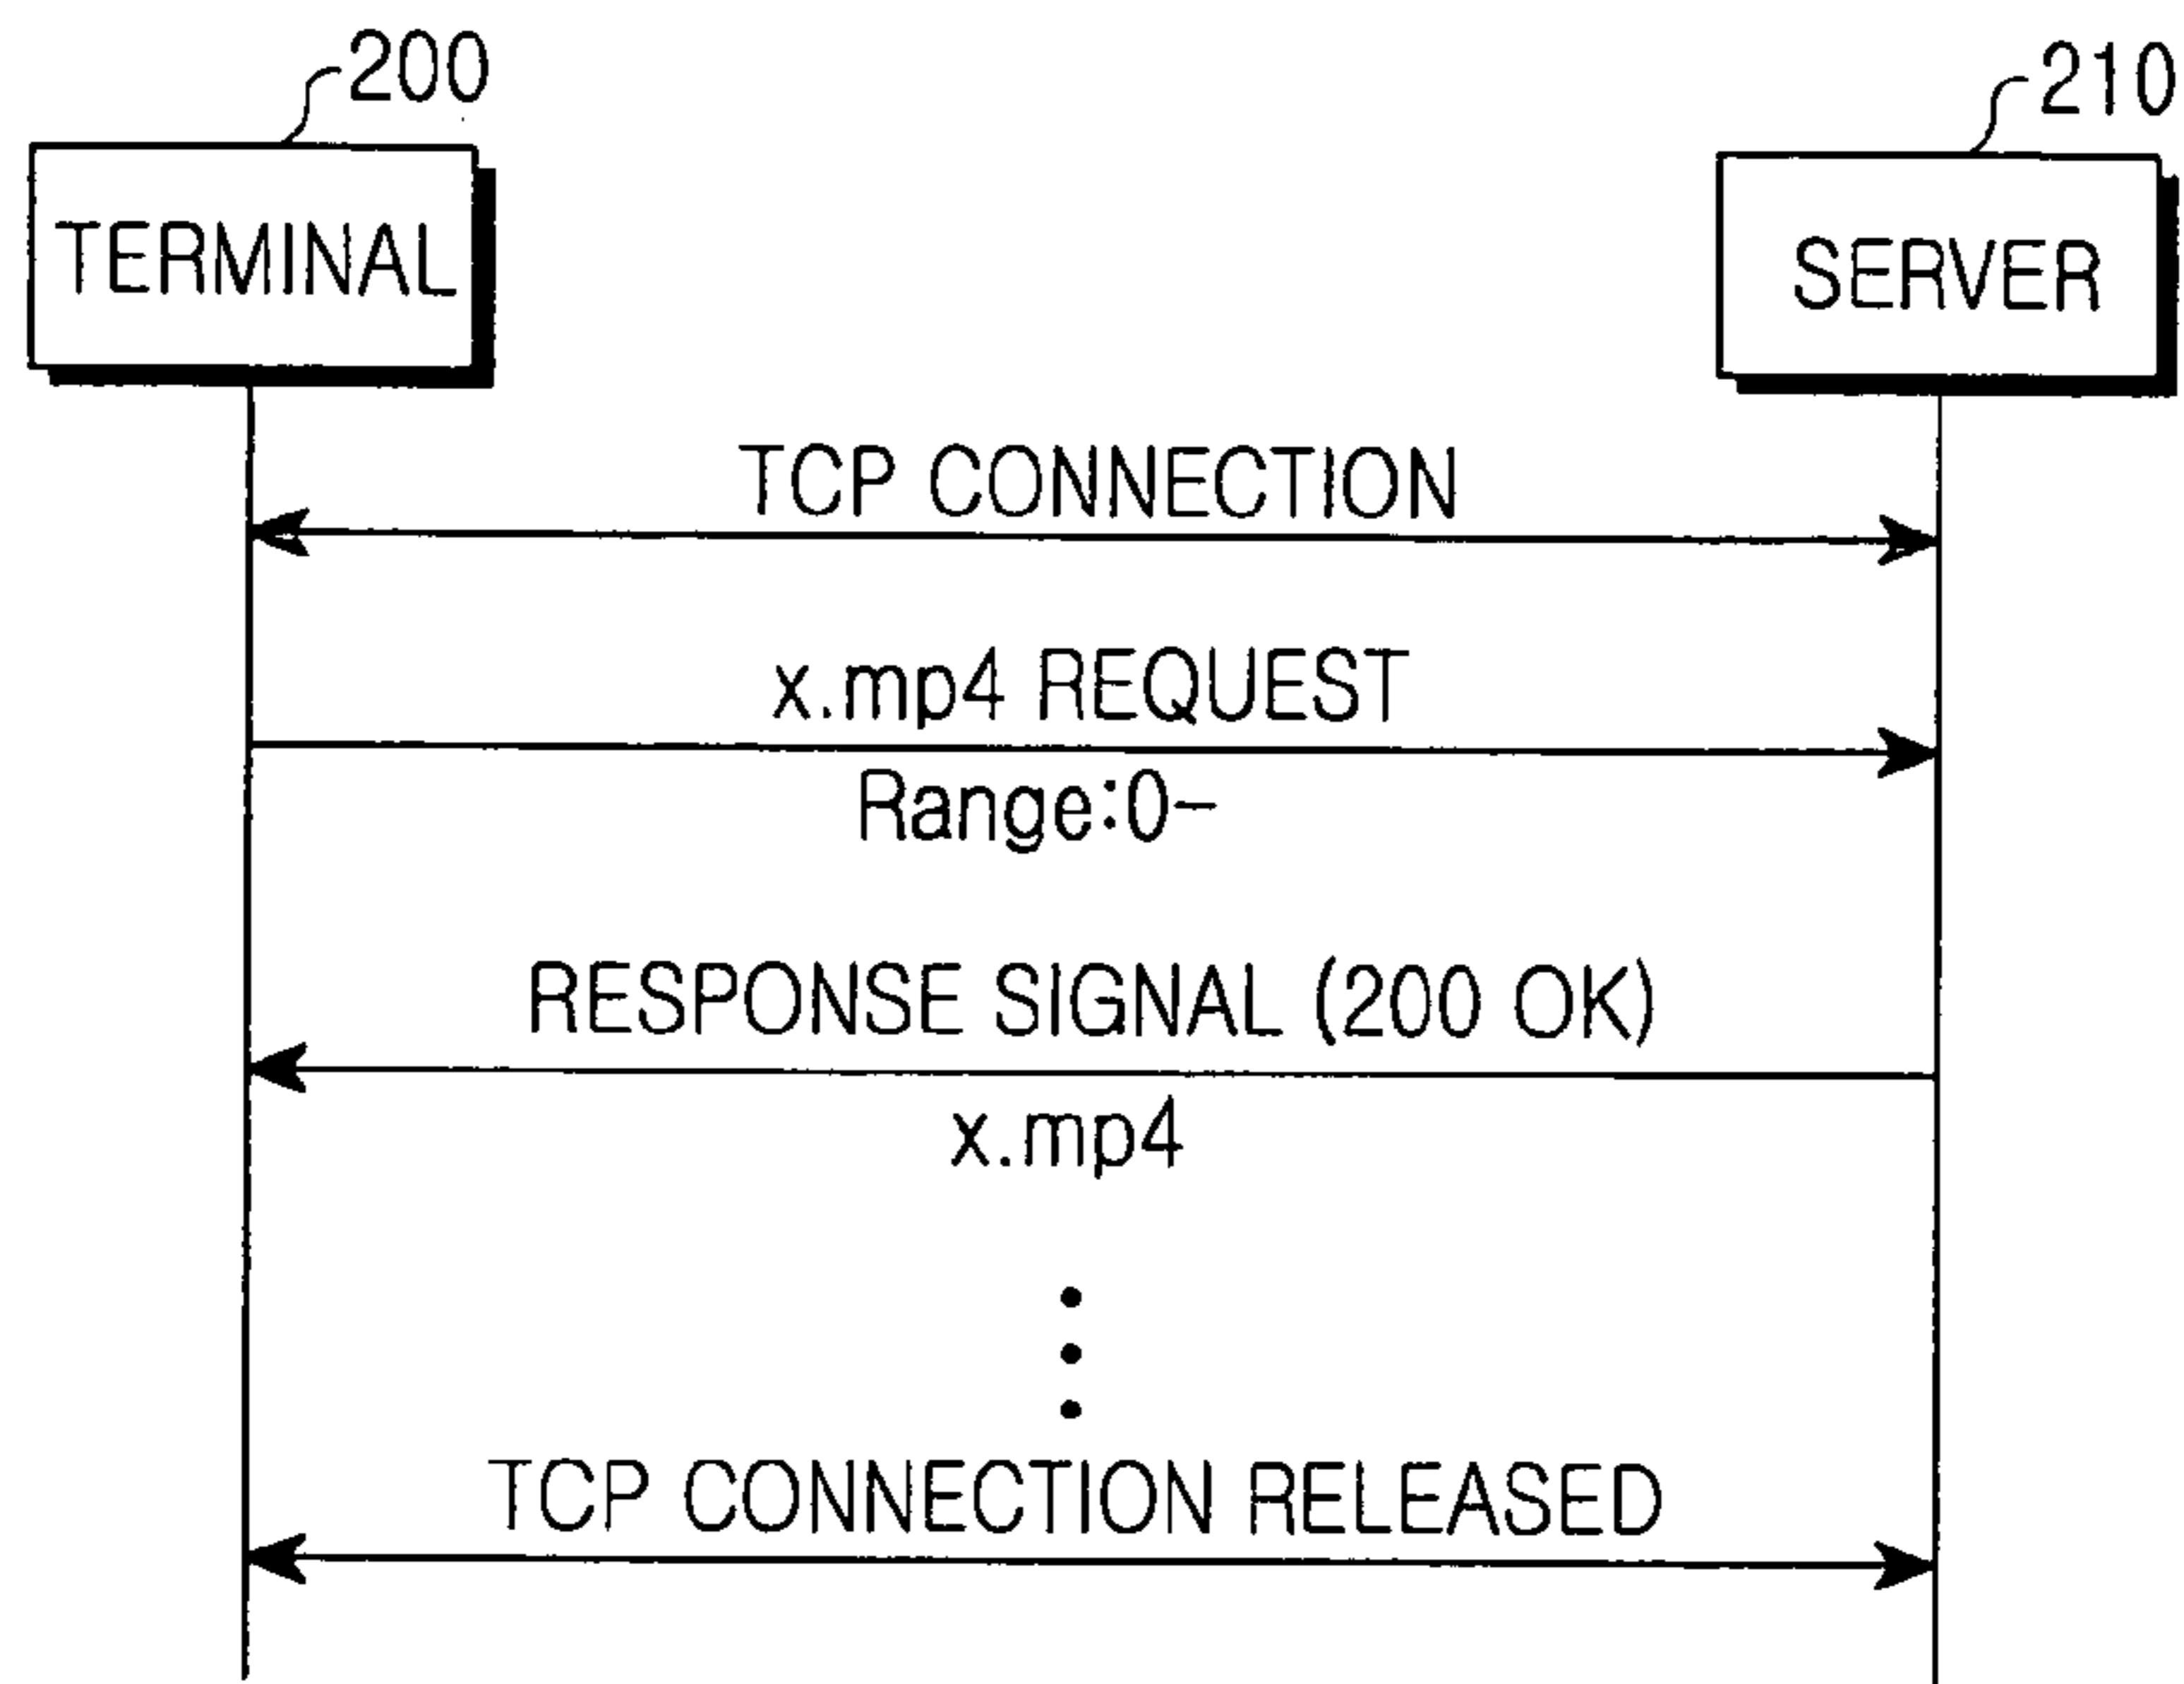 200
210
TERMINAL
SERVER
TCP CONNECTION
x.mp4 REQUEST
Range:0-
RESPONSE SIGNAL (200 OK)
x.mp4
TCP CONNECTION RELEASED